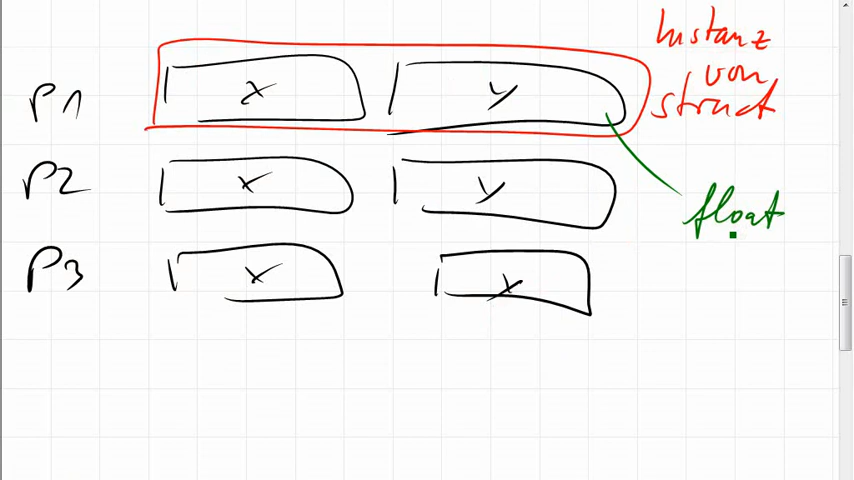 Instanz
von
struct
P1 x y
P2 x y
float
P3 x y